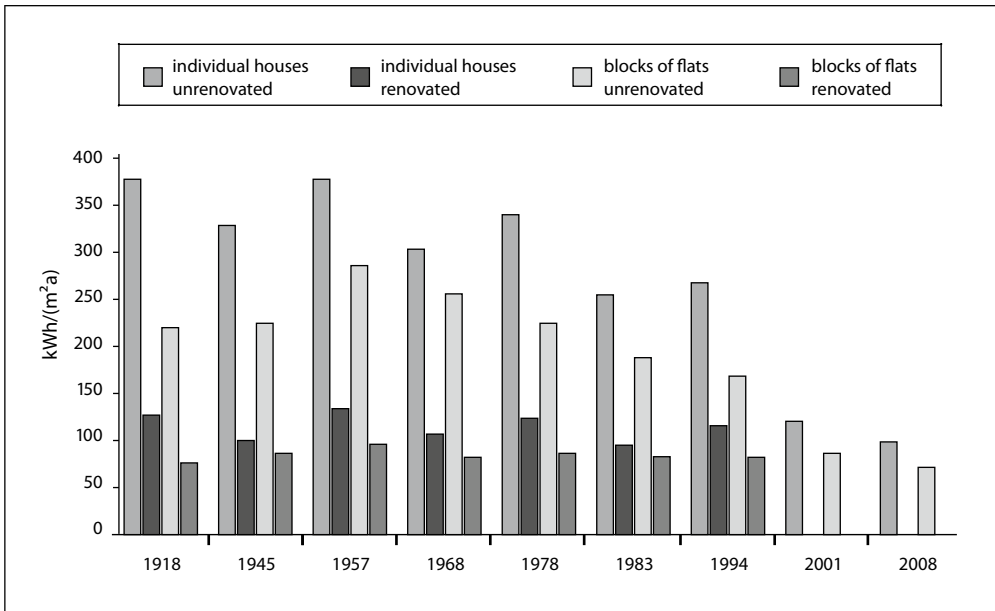 individual houses
unrenovated
individual houses
renovated
blocks of flats
unrenovated
blocks of flats
renovated
kWh/(m²a)
400
350
300
250
200
150
100
50
0
1918 1945 1957 1968 1978 1983 1994 2001 2008